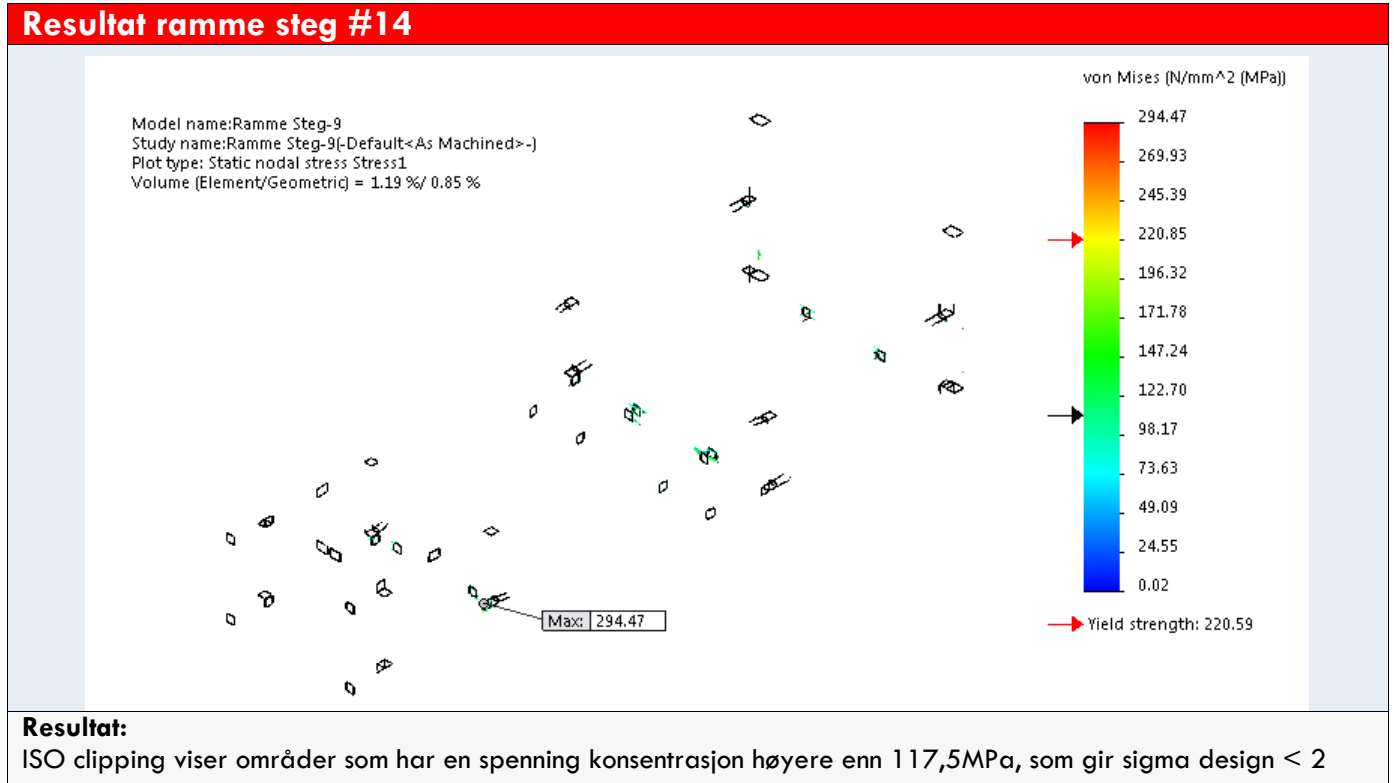 Resultat ramme steg #14
Model name:Ramme Steg-9
Study name:Ramme Steg-9(-Default<As Machined>-)
Plot type: Static nodal stress Stress1
Volume (Element/Geometric) = 1.19 %/ 0.85 %
von Mises (N/mm^2 (MPa))
294.47
269.93
245.39
220.85
196.32
171.78
147.24
122.70
98.17
73.63
49.09
24.55
0.02
Yield strength: 220.59
Max: 294.47
Resultat:
ISO clipping viser områder som har en spenning konsentrasjon høyere enn 117,5MPa, som gir sigma design < 2